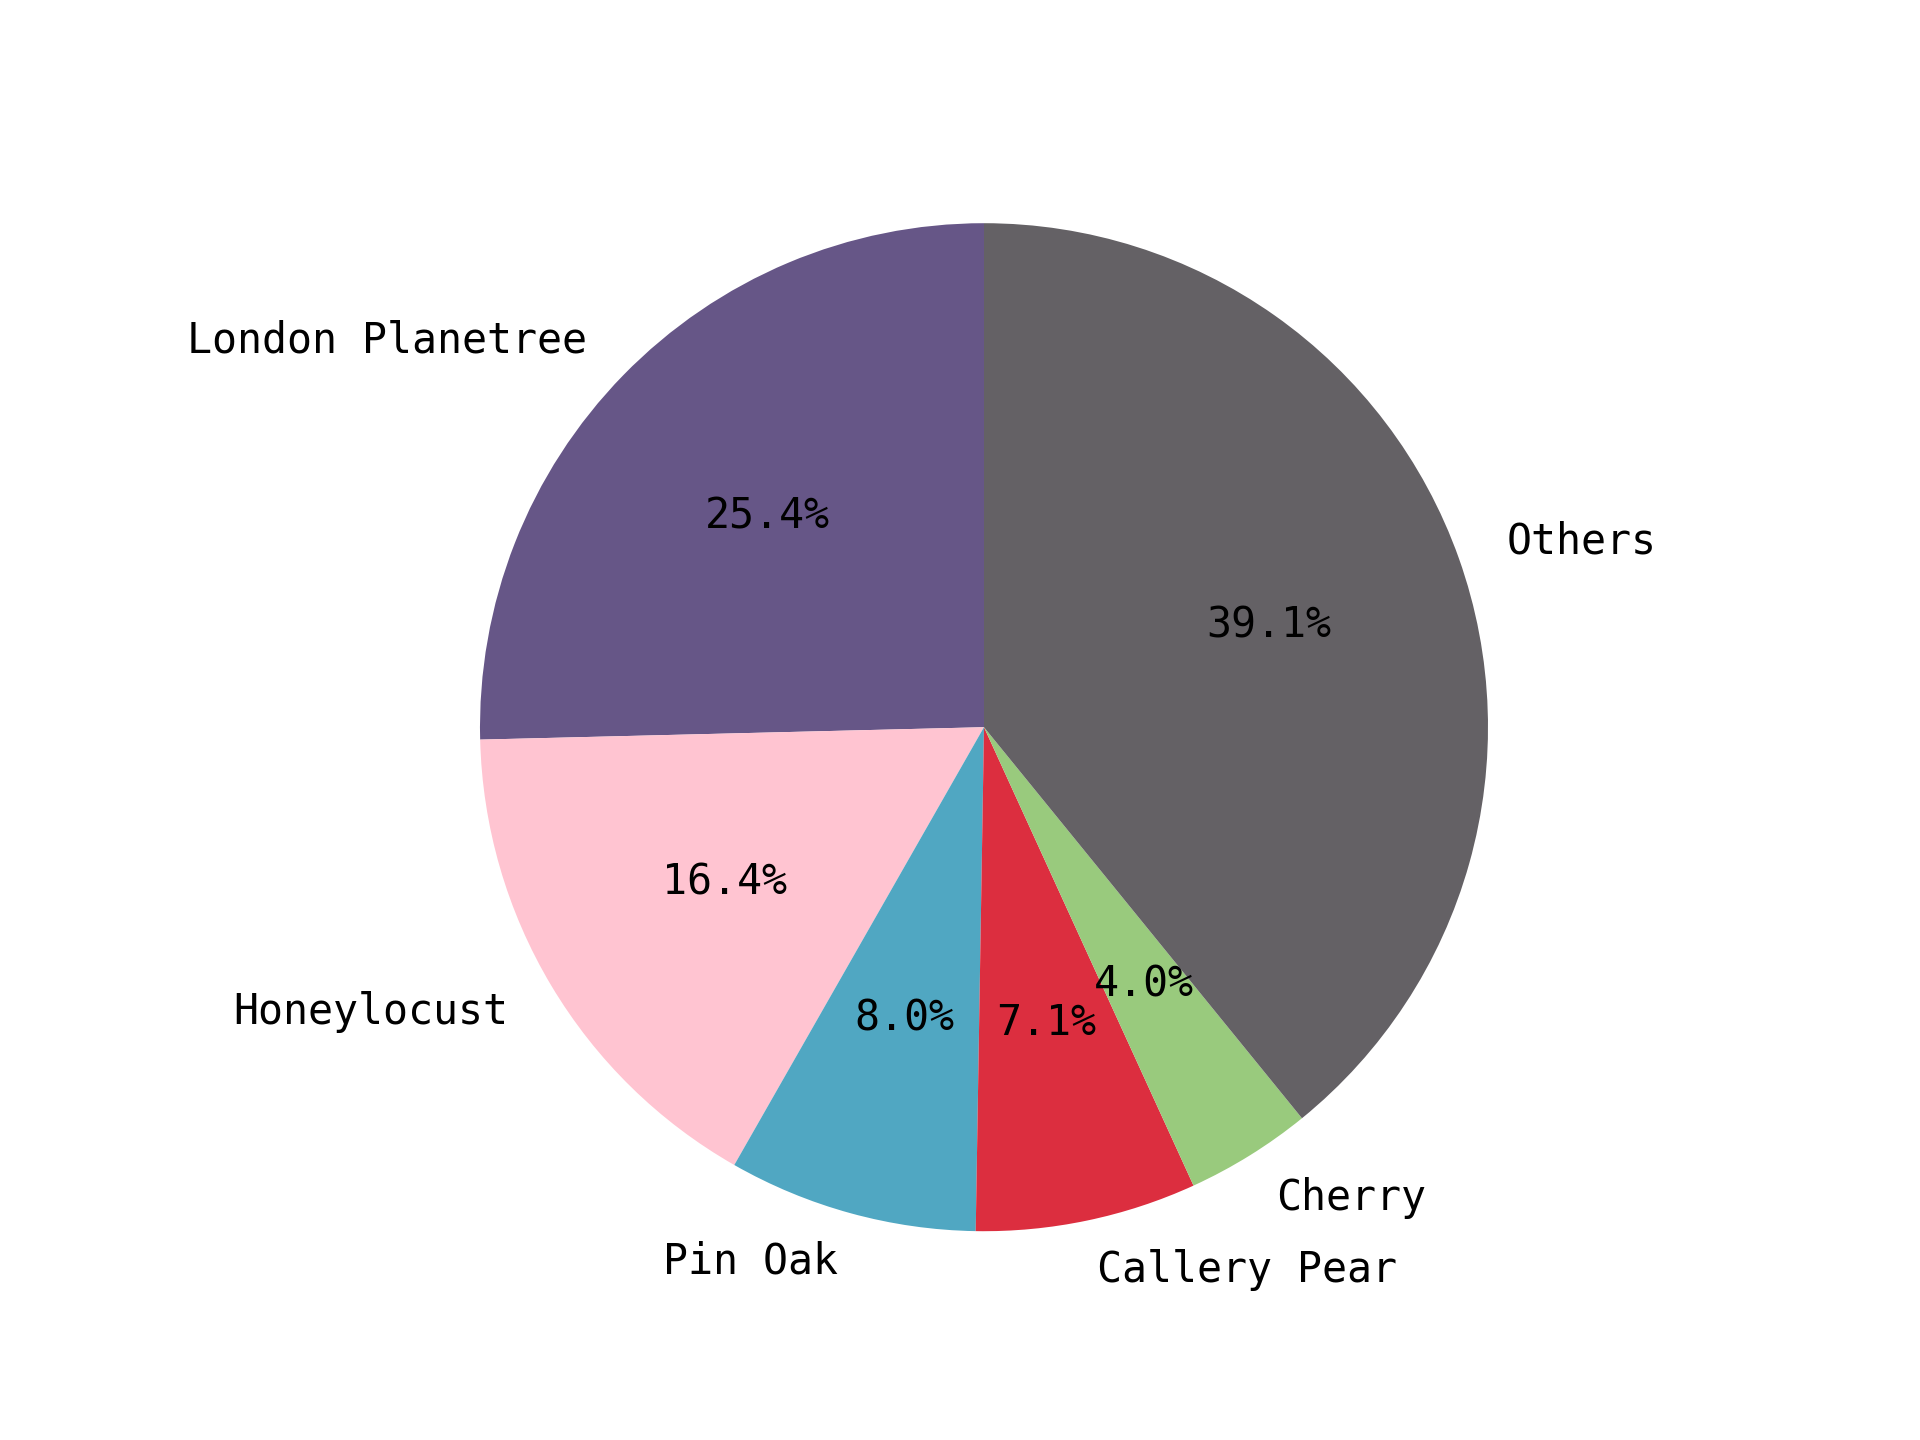 London Planetree
25.4%
Others
39.1%
16.4%
Honeylocust
8.0%
7.1%
4.0%
Cherry
Pin Oak
Callery Pear